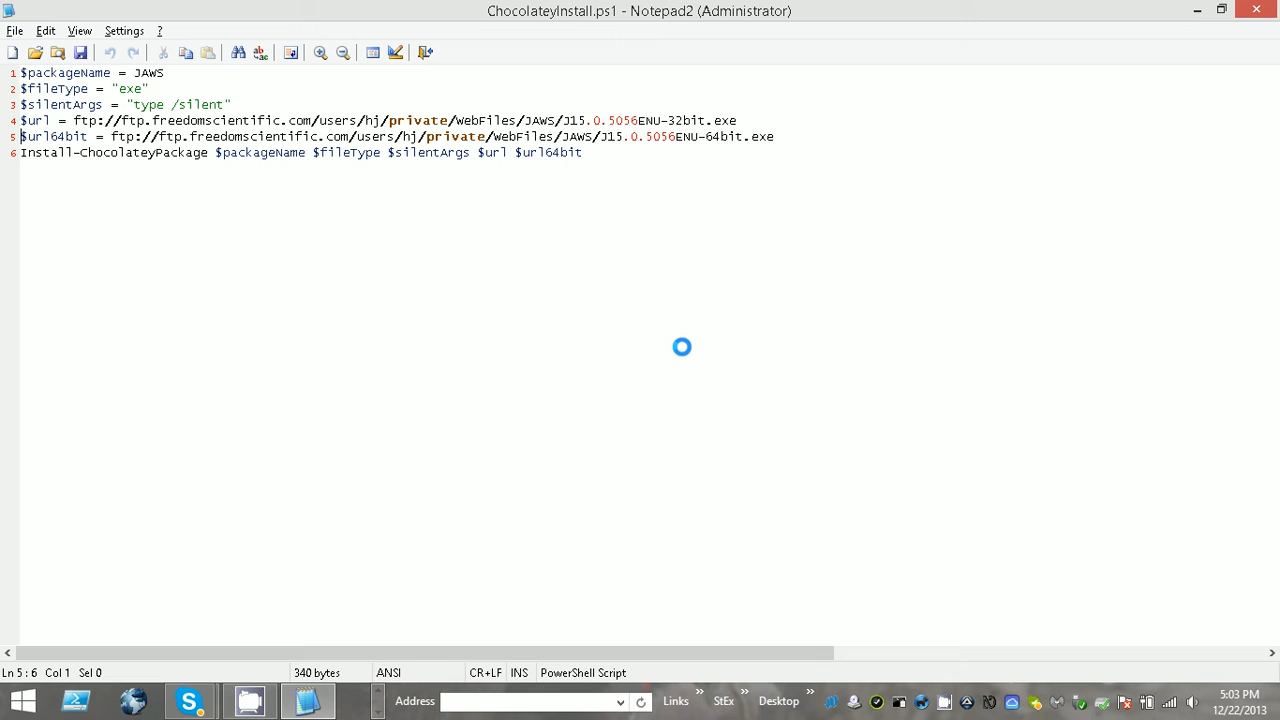 ChocolateyInstall.ps1 - Notepad2 (Administrator)
File Edit View Settings ?
1 $packageName = JAWS
2 $fileType = "exe"
3 $silentArgs = "type /silent"
4 $url = ftp://ftp.freedomscientific.com/users/hj/private/WebFiles/JAWS/J15.0.5056ENU-32bit.exe
5 $url64bit = ftp://ftp.freedomscientific.com/users/hj/private/WebFiles/JAWS/J15.0.5056ENU-64bit.exe
6 Install-ChocolateyPackage $packageName $fileType $silentArgs $url $url64bit
Ln 5 : 6 Col 1 Sel 0 340 bytes ANSI CR+LF INS PowerShell Script
Address Links » StEx » Desktop » 5:03 PM
12/22/2013